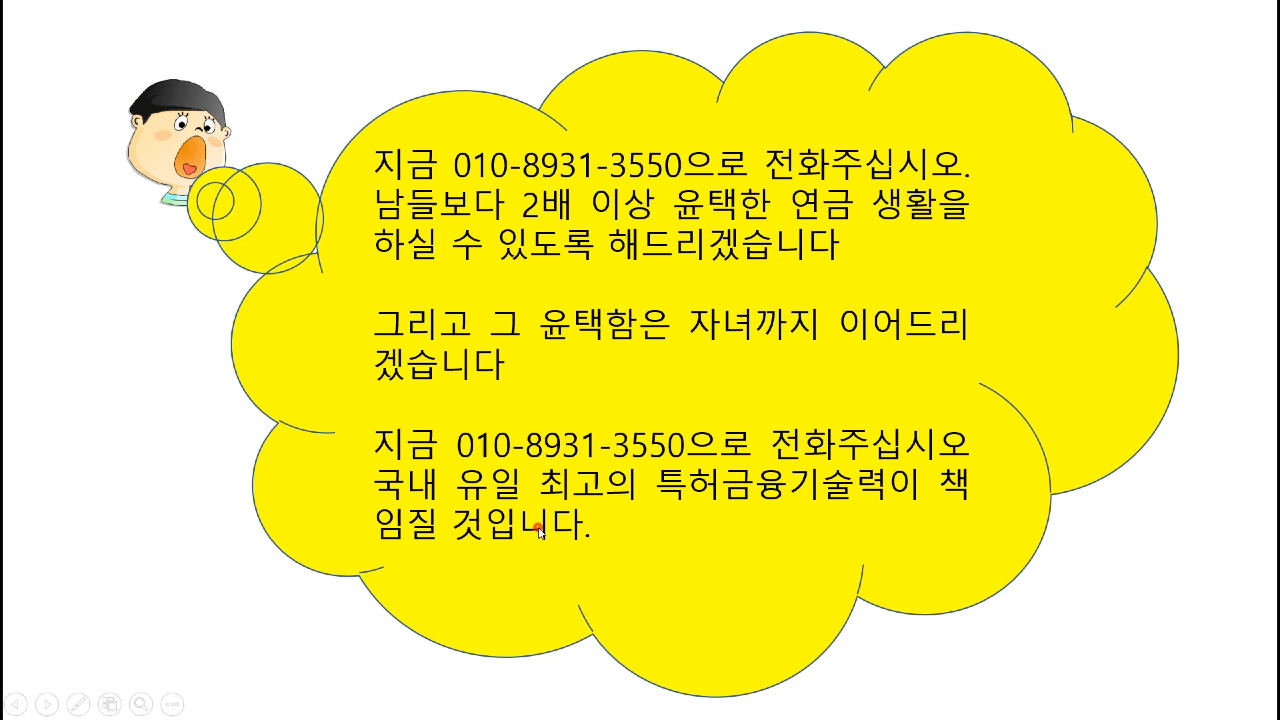 지금 010-8931-3550으로 전화주십시오.
남들보다 2배 이상 윤택한 연금 생활을
하실 수 있도록 해드리겠습니다
그리고 그 윤택함은 자녀까지 이어드리
겠습니다
지금 010-8931-3550으로 전화주십시오
국내 유일 최고의 특허금융기술력이 책
임질 것입니다.